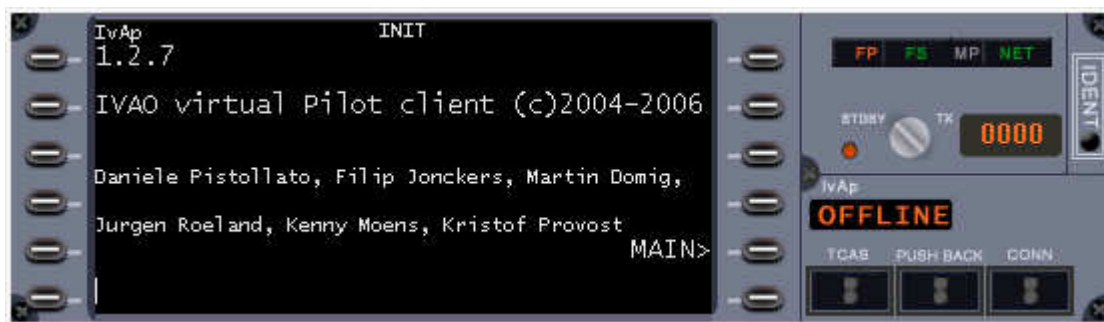 IvAp INIT
1.2.7
IVAO virtual Pilot client (c)2004-2006
Daniele Pistollato, Filip Jonckers, Martin Domig,
Jurgen Roeland, Kenny Moens, Kristof Provost
MAIN>
FP FS MP NET
IDENT
STDBY TX
0000
IvAp
OFFLINE
TCAS PUSH BACK CONN